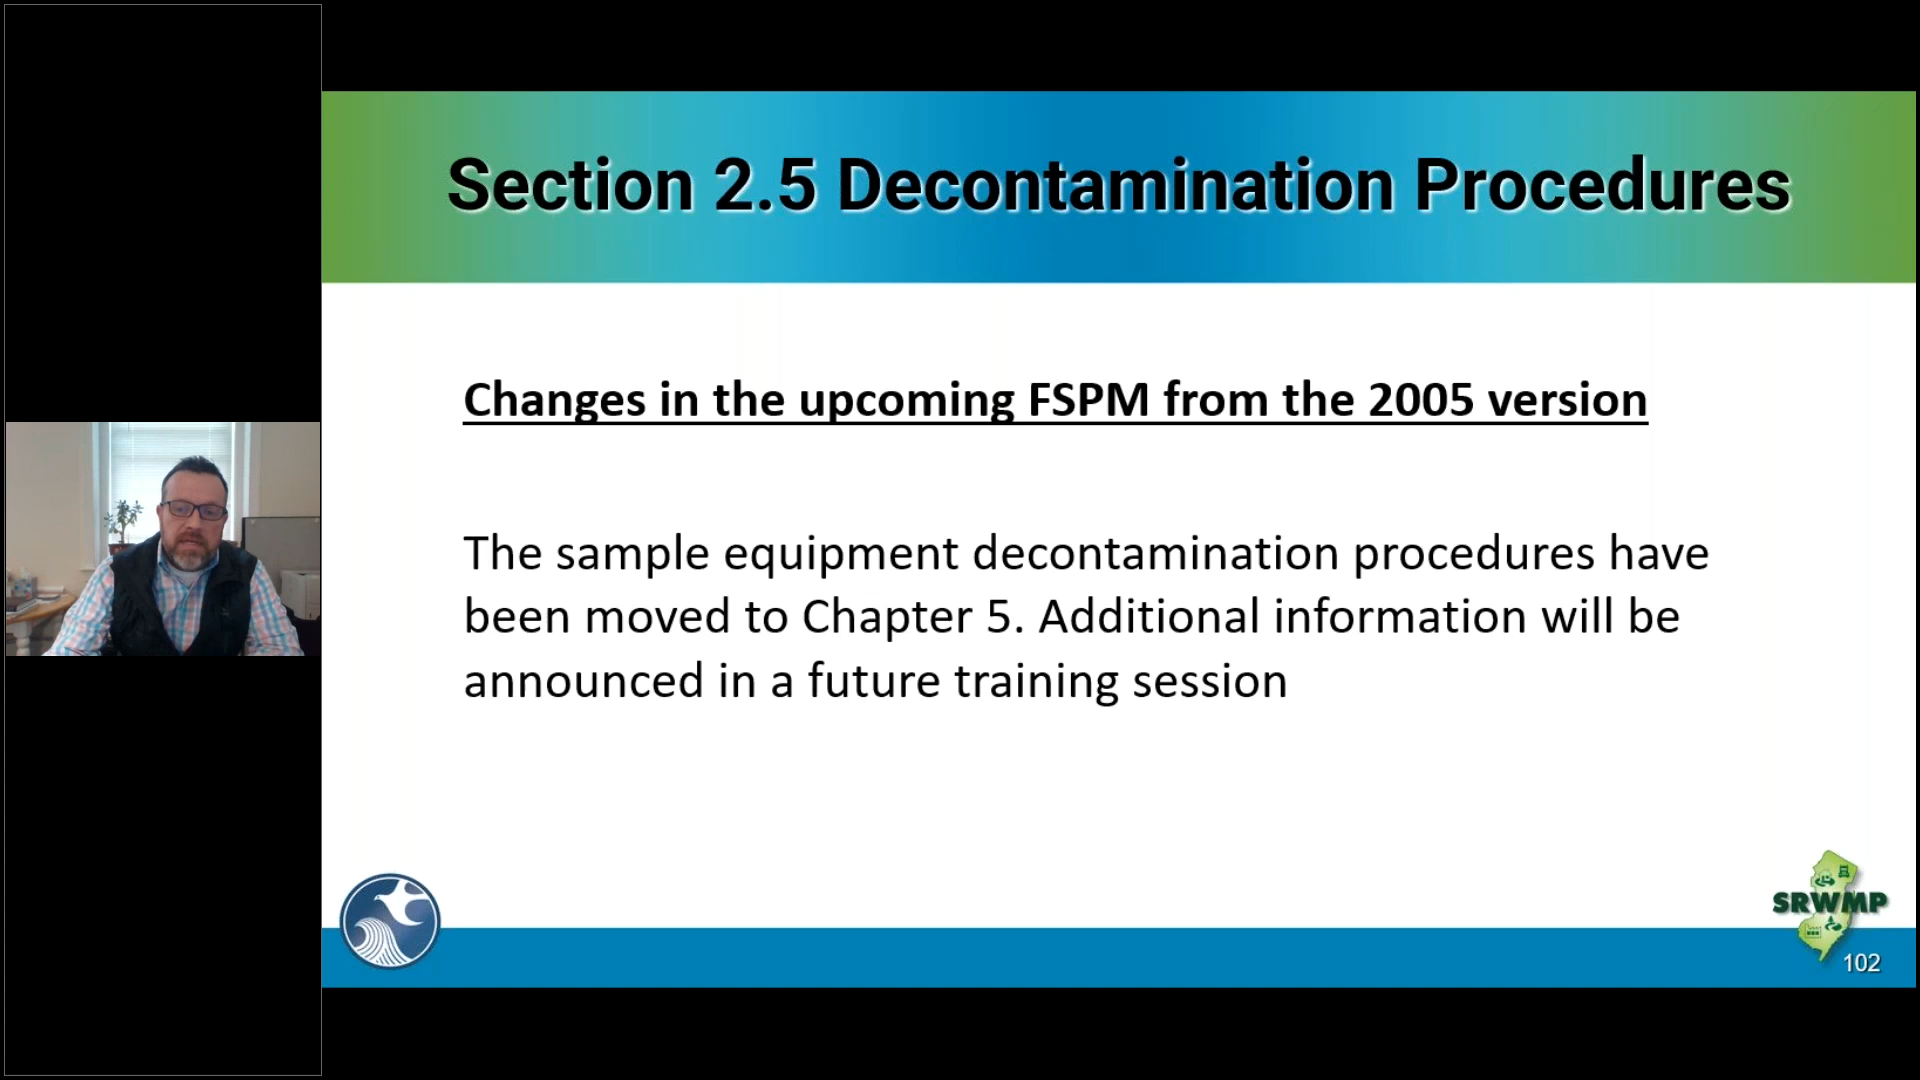 Section 2.5 Decontamination Procedures
Changes in the upcoming FSPM from the 2005 version
The sample equipment decontamination procedures have
been moved to Chapter 5. Additional information will be
announced in a future training session
SRWMP
102